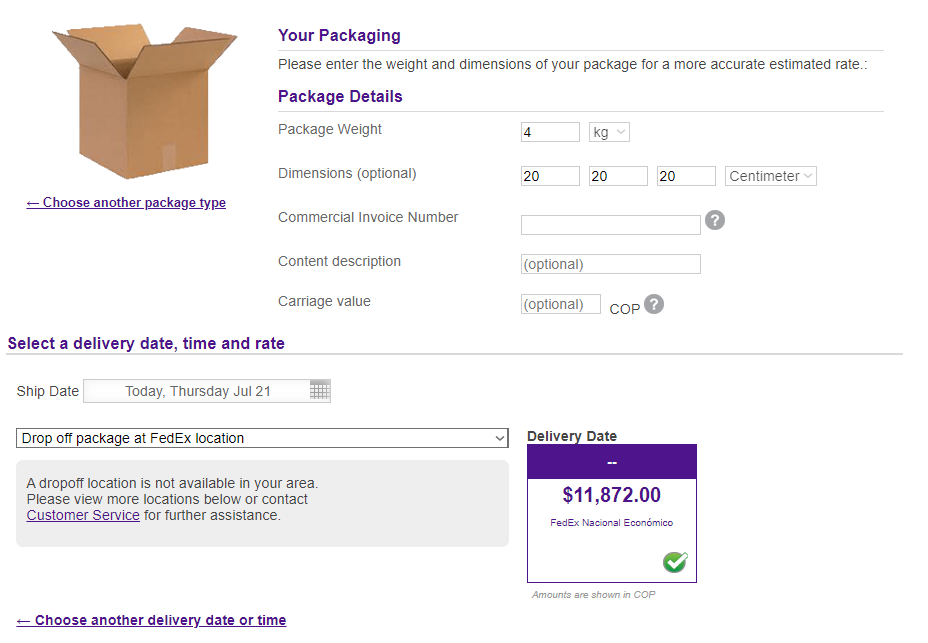 Your Packaging
Please enter the weight and dimensions of your package for a more accurate estimated rate.:
Package Details
Package Weight 4 kg
Dimensions (optional) 20 20 20 Centimeter
← Choose another package type
Commercial Invoice Number ?
Content description (optional)
Carriage value (optional) COP ?
Select a delivery date, time and rate
Ship Date Today, Thursday Jul 21
Drop off package at FedEx location
A dropoff location is not available in your area.
Please view more locations below or contact
Customer Service for further assistance.
Delivery Date
--
$11,872.00
FedEx Nacional Económico
Amounts are shown in COP
← Choose another delivery date or time